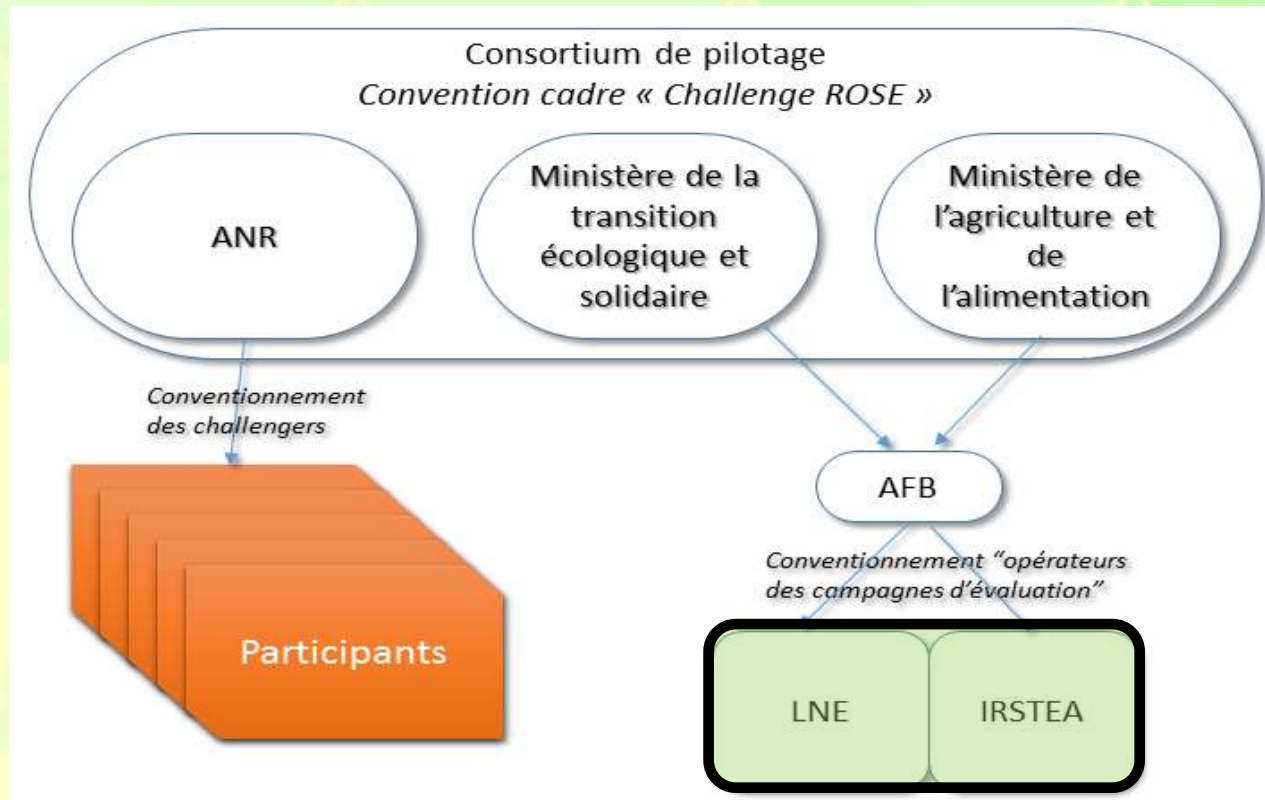 Consortium de pilotage
Convention cadre « Challenge ROSE »
ANR
Ministère de la
transition
écologique et
solidaire
Ministère de
l'agriculture et
de
l'alimentation
Conventionnement
des challengers
AFB
Conventionnement “opérateurs
des campagnes d'évaluation”
Participants
LNE
IRSTEA